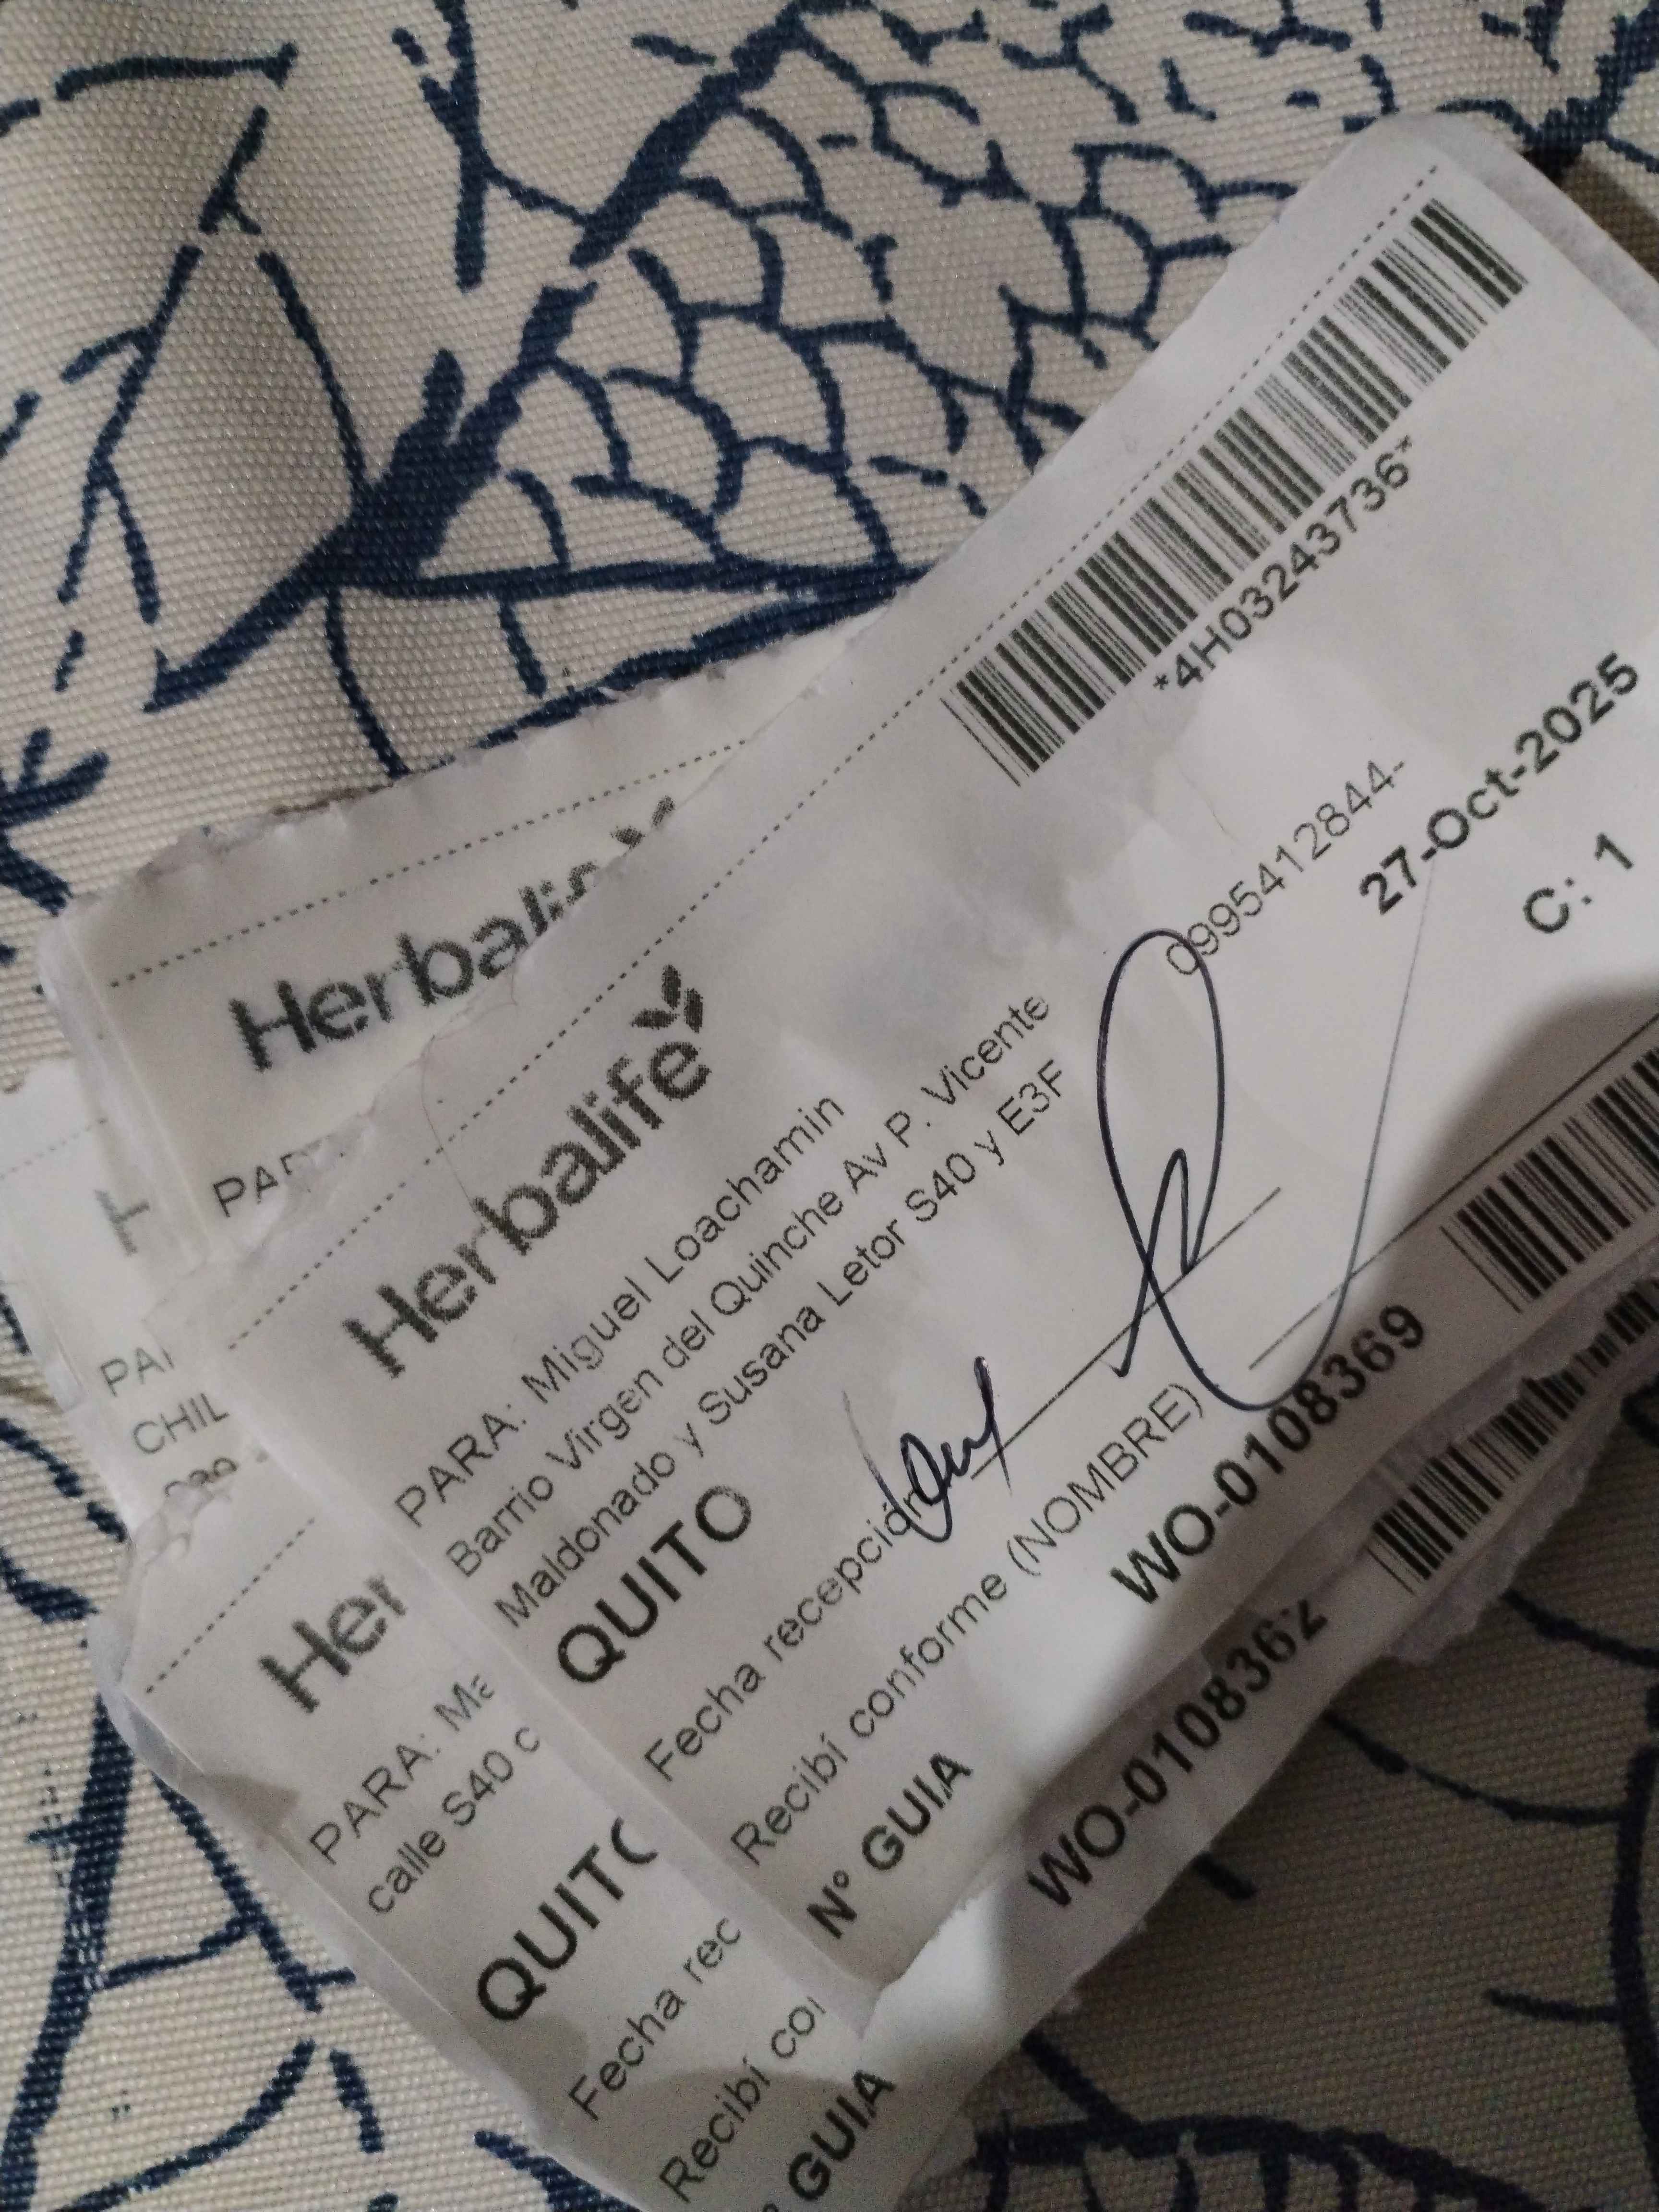 Herbalife
PARA: Miguel Loachamin
Barrio Virgen del Quinche Av P. Vicente
Maldonado y Susana Letor S40 y E3F
QUITO
*4H03243736*
0995412844-
27-Oct-2025
C: 1
Fecha recepción
Recibí conforme (NOMBRE)
N° GUIA
WO-0108369
Herbalife
H
PAI
CHIL
Her
PARA: Ma
calle S40 c
QUITO
Fecha rec
Recibí co
GUIA
WO-0108362